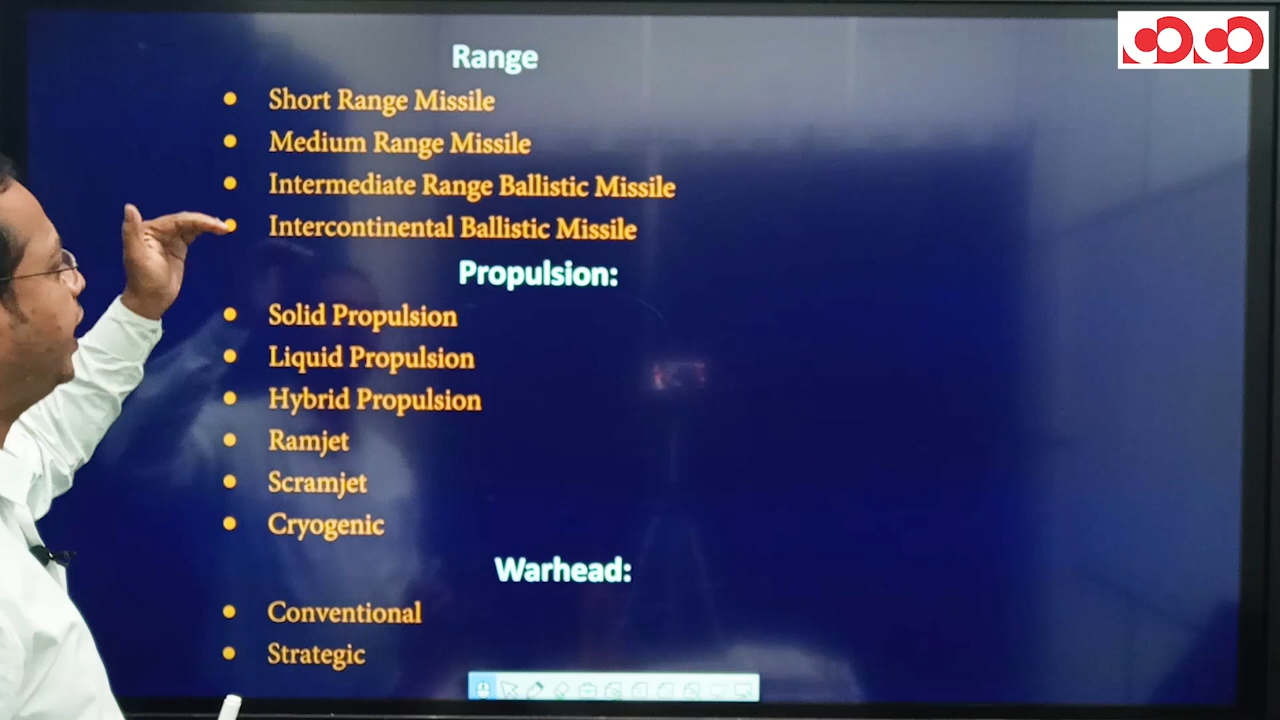 Range
• Short Range Missile
• Medium Range Missile
• Intermediate Range Ballistic Missile
• Intercontinental Ballistic Missile
Propulsion:
• Solid Propulsion
• Liquid Propulsion
• Hybrid Propulsion
• Ramjet
• Scramjet
• Cryogenic
Warhead:
• Conventional
• Strategic